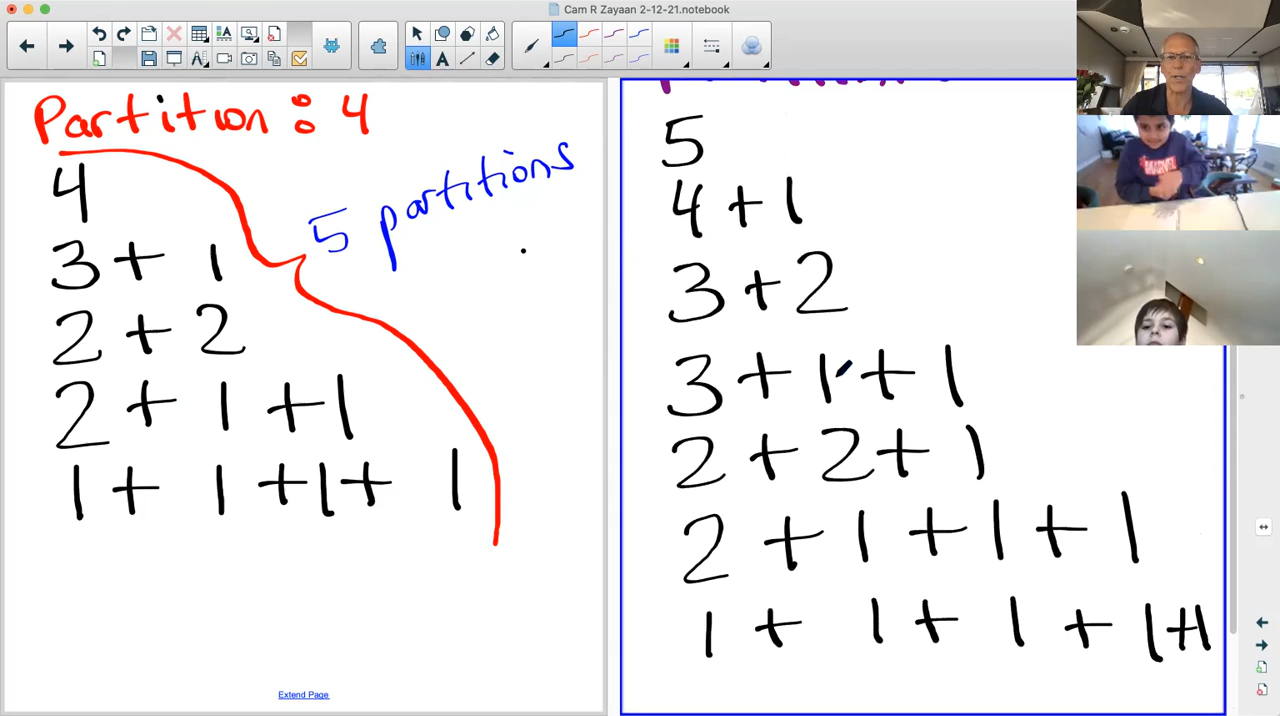 Cam R Zayaan 2-12-21.notebook
Partition : 4
4
3 + 1
2 + 2
2 + 1 + 1
1 + 1 + 1 + 1
5 partitions
Extend Page
5
4 + 1
3 + 2
3 + 1 + 1
2 + 2 + 1
2 + 1 + 1 + 1
1 + 1 + 1 + 1 + 1
MARVEL